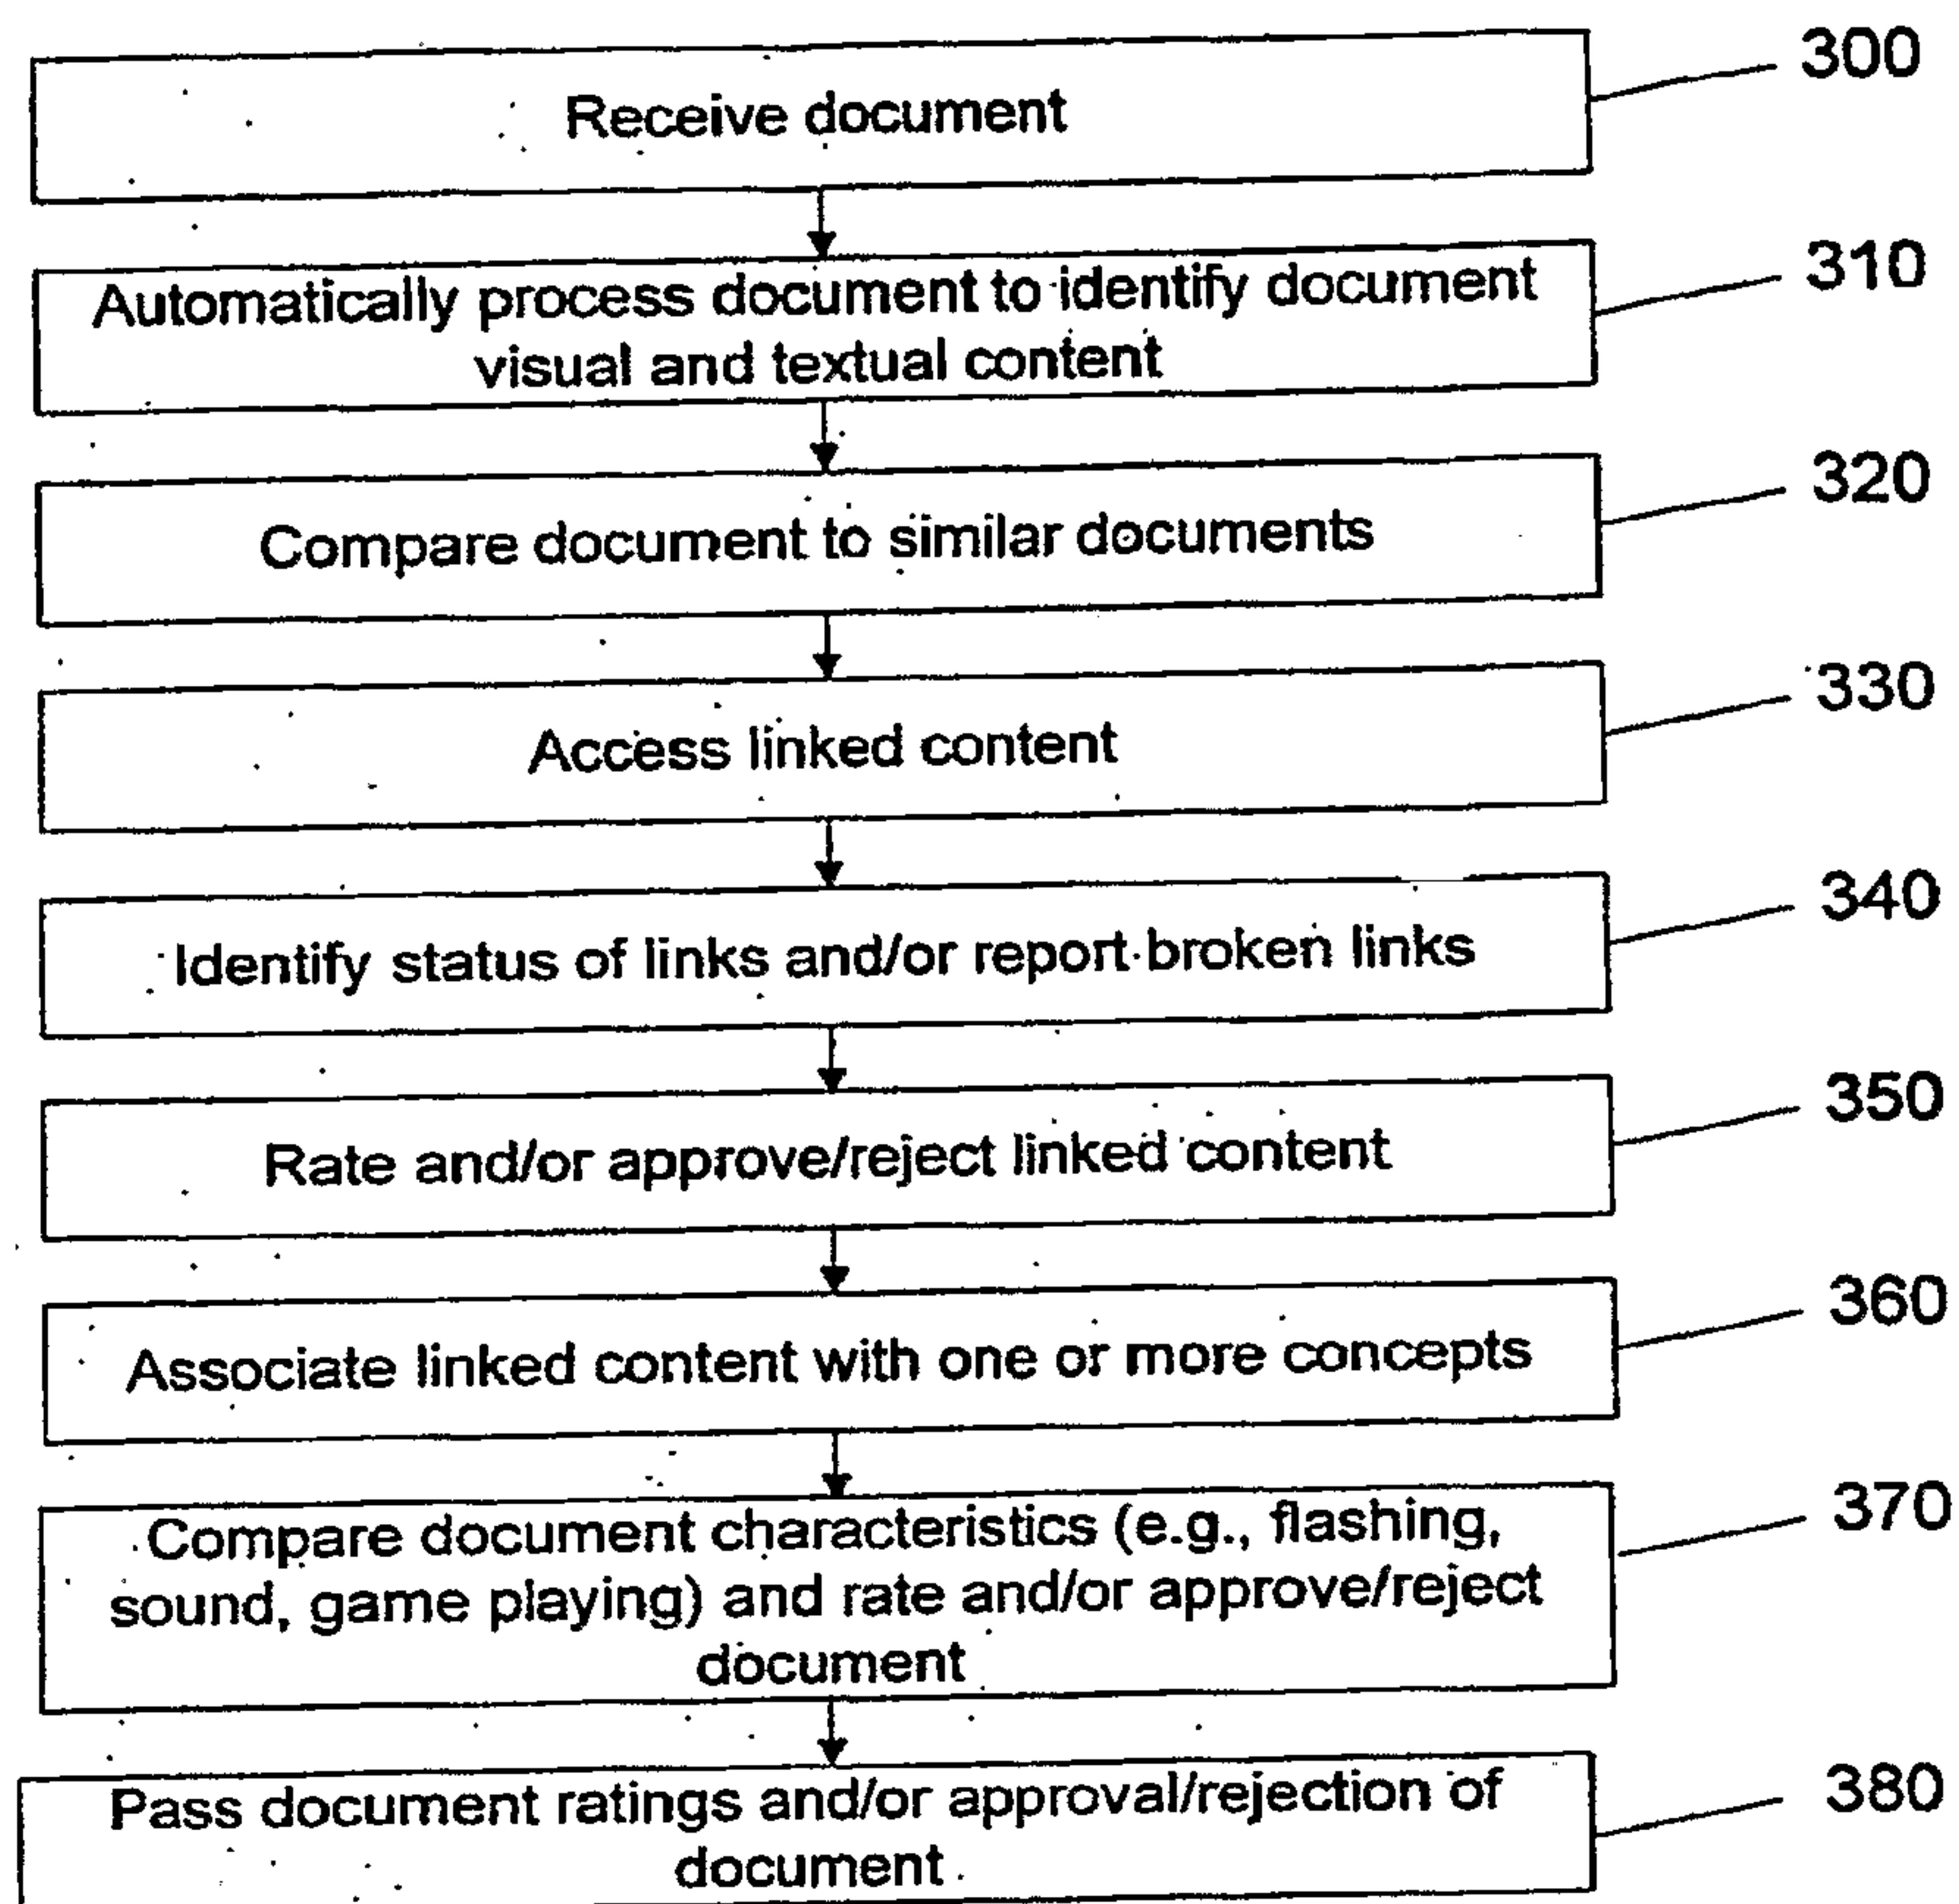 Receive document
300
Automatically process document to identify document
visual and textual content
310
Compare document to similar documents
320
Access linked content
330
Identify status of links and/or report broken links
340
Rate and/or approve/reject linked content
350
Associate linked content with one or more concepts
360
Compare document characteristics (e.g., flashing,
sound, game playing) and rate and/or approve/reject
document
370
Pass document ratings and/or approval/rejection of
document
380